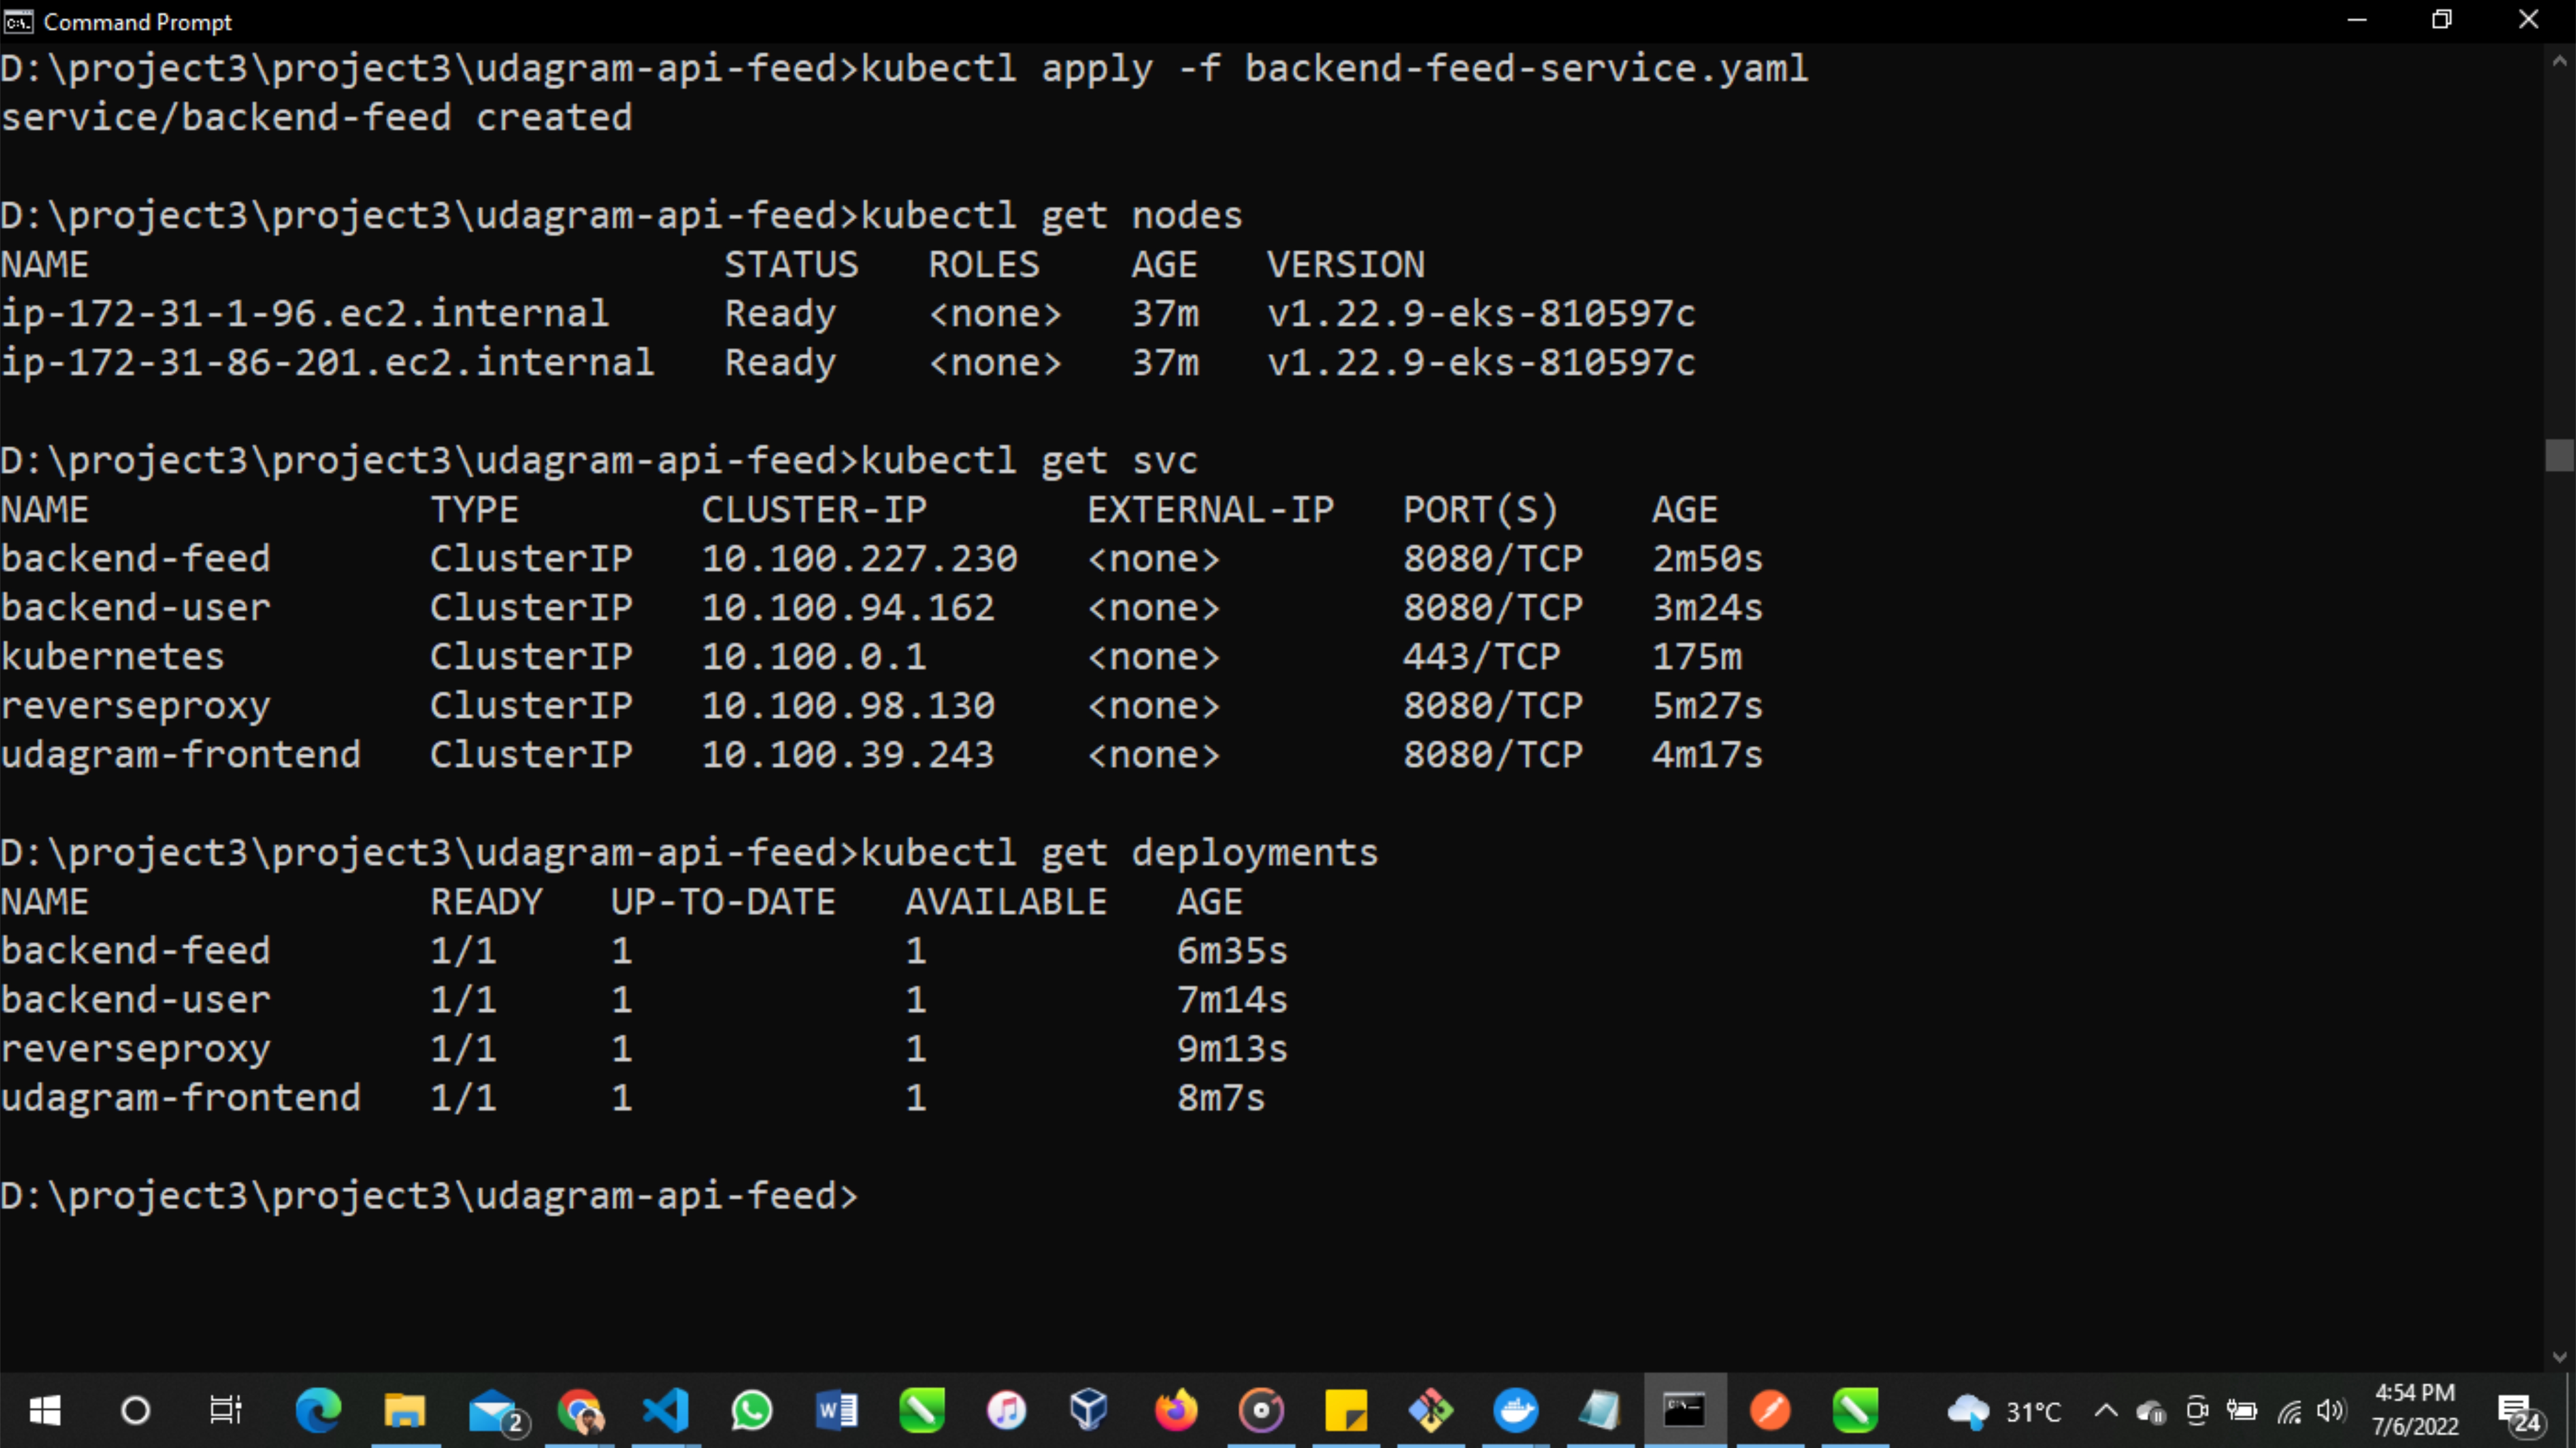 Command Prompt
D:\project3\project3\udagram-api-feed>kubectl apply -f backend-feed-service.yaml
service/backend-feed created
D:\project3\project3\udagram-api-feed>kubectl get nodes
NAME STATUS ROLES AGE VERSION
ip-172-31-1-96.ec2.internal Ready <none> 37m v1.22.9-eks-810597c
ip-172-31-86-201.ec2.internal Ready <none> 37m v1.22.9-eks-810597c
D:\project3\project3\udagram-api-feed>kubectl get svc
NAME TYPE CLUSTER-IP EXTERNAL-IP PORT(S) AGE
backend-feed ClusterIP 10.100.227.230 <none> 8080/TCP 2m50s
backend-user ClusterIP 10.100.94.162 <none> 8080/TCP 3m24s
kubernetes ClusterIP 10.100.0.1 <none> 443/TCP 175m
reverseproxy ClusterIP 10.100.98.130 <none> 8080/TCP 5m27s
udagram-frontend ClusterIP 10.100.39.243 <none> 8080/TCP 4m17s
D:\project3\project3\udagram-api-feed>kubectl get deployments
NAME READY UP-TO-DATE AVAILABLE AGE
backend-feed 1/1 1 1 6m35s
backend-user 1/1 1 1 7m14s
reverseproxy 1/1 1 1 9m13s
udagram-frontend 1/1 1 1 8m7s
D:\project3\project3\udagram-api-feed>
2
31°C
4:54 PM
7/6/2022
24